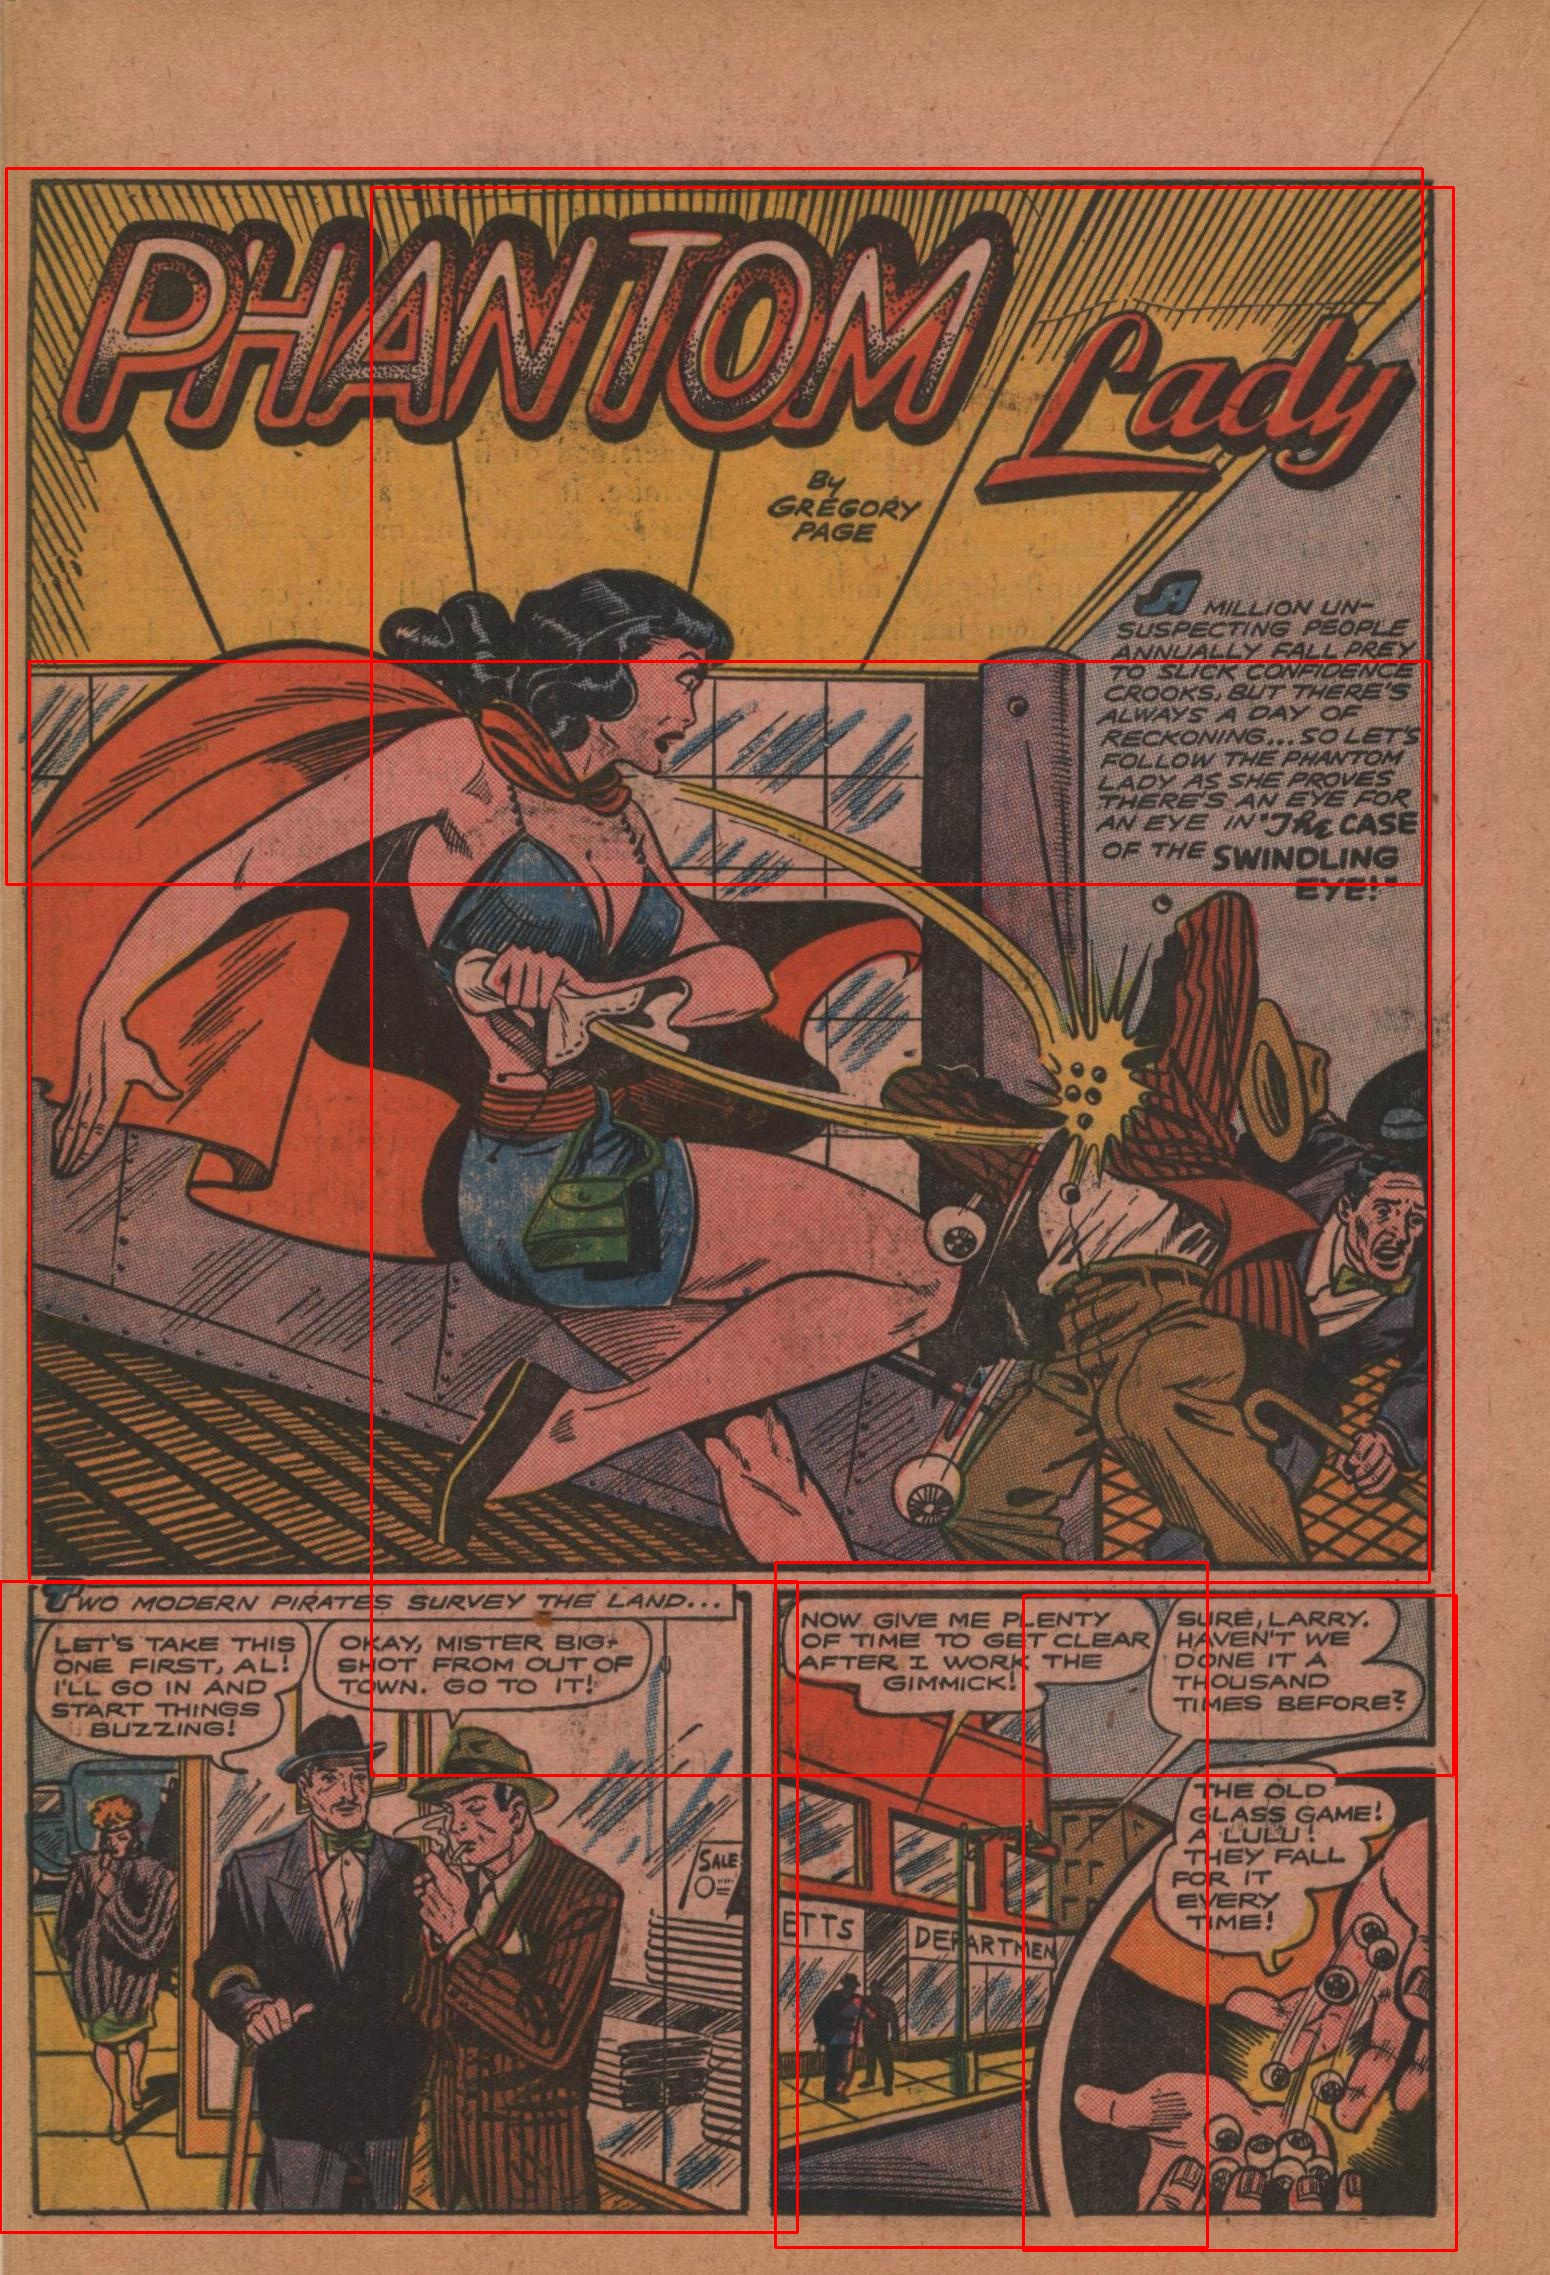 PHANTOM
Lady
By
GREGORY
PAGE
A MILLION UN-
SUSPECTING PEOPLE
ANNUALLY FALL PREY
TO SLICK CONFIDENCE
CROOKS, BUT THERE'S
ALWAYS A DAY OF
RECKONING... SO LET'S
FOLLOW THE PHANTOM
LADY AS SHE PROVES
THERE'S AN EYE FOR
AN EYE IN "The CASE
OF THE SWINDLING
EYE!"
TWO MODERN PIRATES SURVEY THE LAND...
LET'S TAKE THIS
ONE FIRST, AL!
I'LL GO IN AND
START THINGS
BUZZING!
OKAY, MISTER BIG-
SHOT FROM OUT OF
TOWN. GO TO IT!
SALE
NOW GIVE ME PLENTY
OF TIME TO GET CLEAR
AFTER I WORK THE
GIMMICK!
SURE, LARRY.
HAVEN'T WE
DONE IT A
THOUSAND
TIMES BEFORE?
ETTS
DEPARTMEN
THE OLD
GLASS GAME!
A LULU!
THEY FALL
FOR IT
EVERY
TIME!